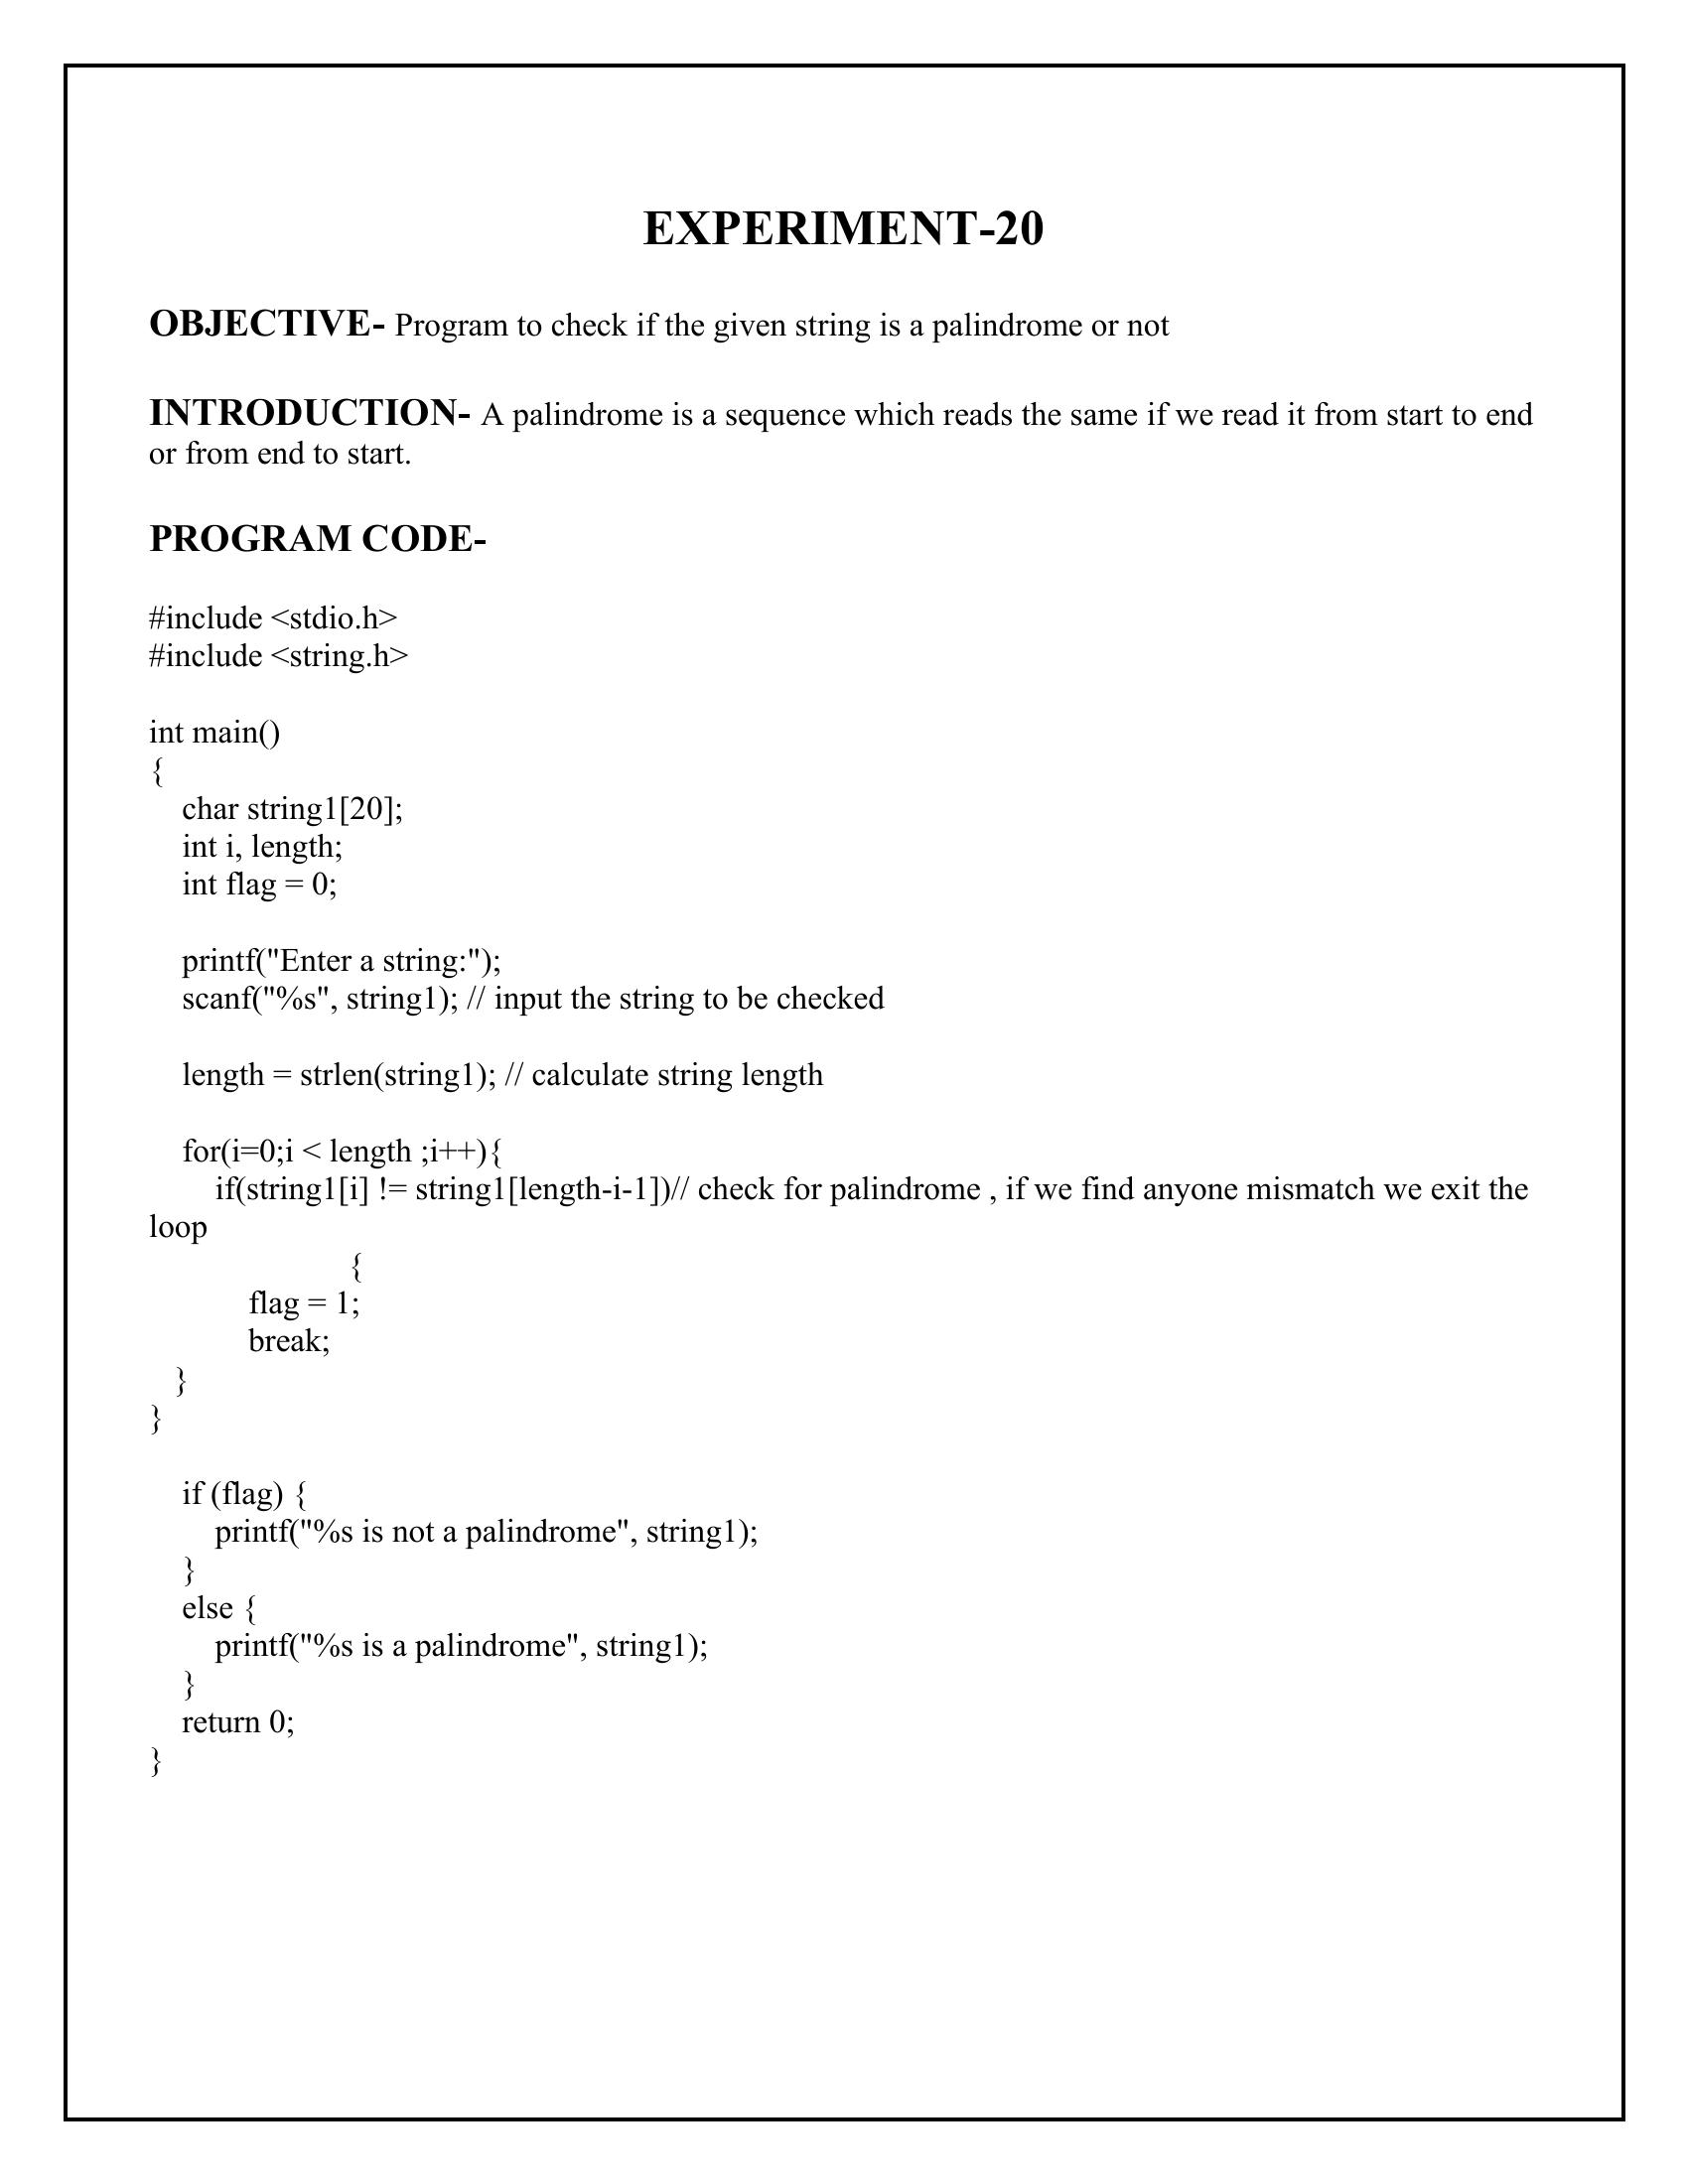 EXPERIMENT-20
OBJECTIVE- Program to check if the given string is a palindrome or not
INTRODUCTION- A palindrome is a sequence which reads the same if we read it from start to end
or from end to start.
PROGRAM CODE-
#include <stdio.h>
#include <string.h>
int main()
{
char string1[20];
int i, length;
int flag = 0;
printf("Enter a string:");
scanf("%s", string1); // input the string to be checked
length = strlen(string1); // calculate string length
for(i=0;i < length ;i++){
if(string1[i] != string1[length-i-1])// check for palindrome , if we find anyone mismatch we exit the
loop
{
flag = 1;
break;
}
}
if (flag) {
printf("%s is not a palindrome", string1);
}
else {
printf("%s is a palindrome", string1);
}
return 0;
}